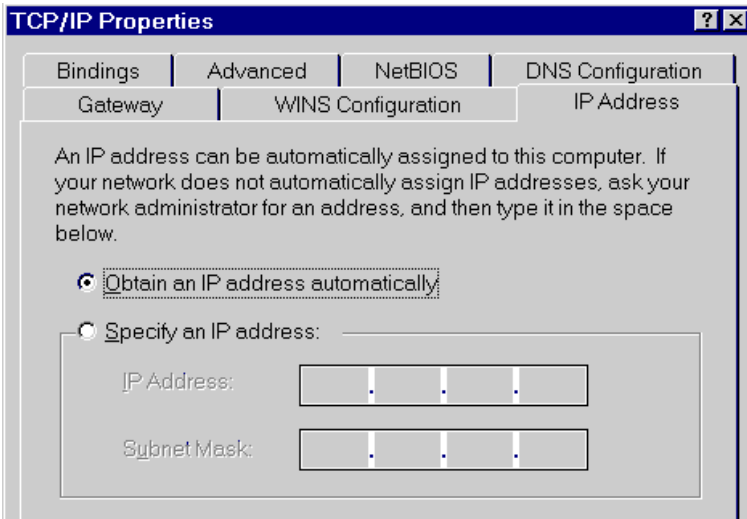 TCP/IP Properties
Bindings Advanced NetBIOS DNS Configuration
Gateway WINS Configuration IP Address
An IP address can be automatically assigned to this computer. If
your network does not automatically assign IP addresses, ask your
network administrator for an address, and then type it in the space
below.
Obtain an IP address automatically
Specify an IP address:
IP Address: . . .
Subnet Mask: . . .